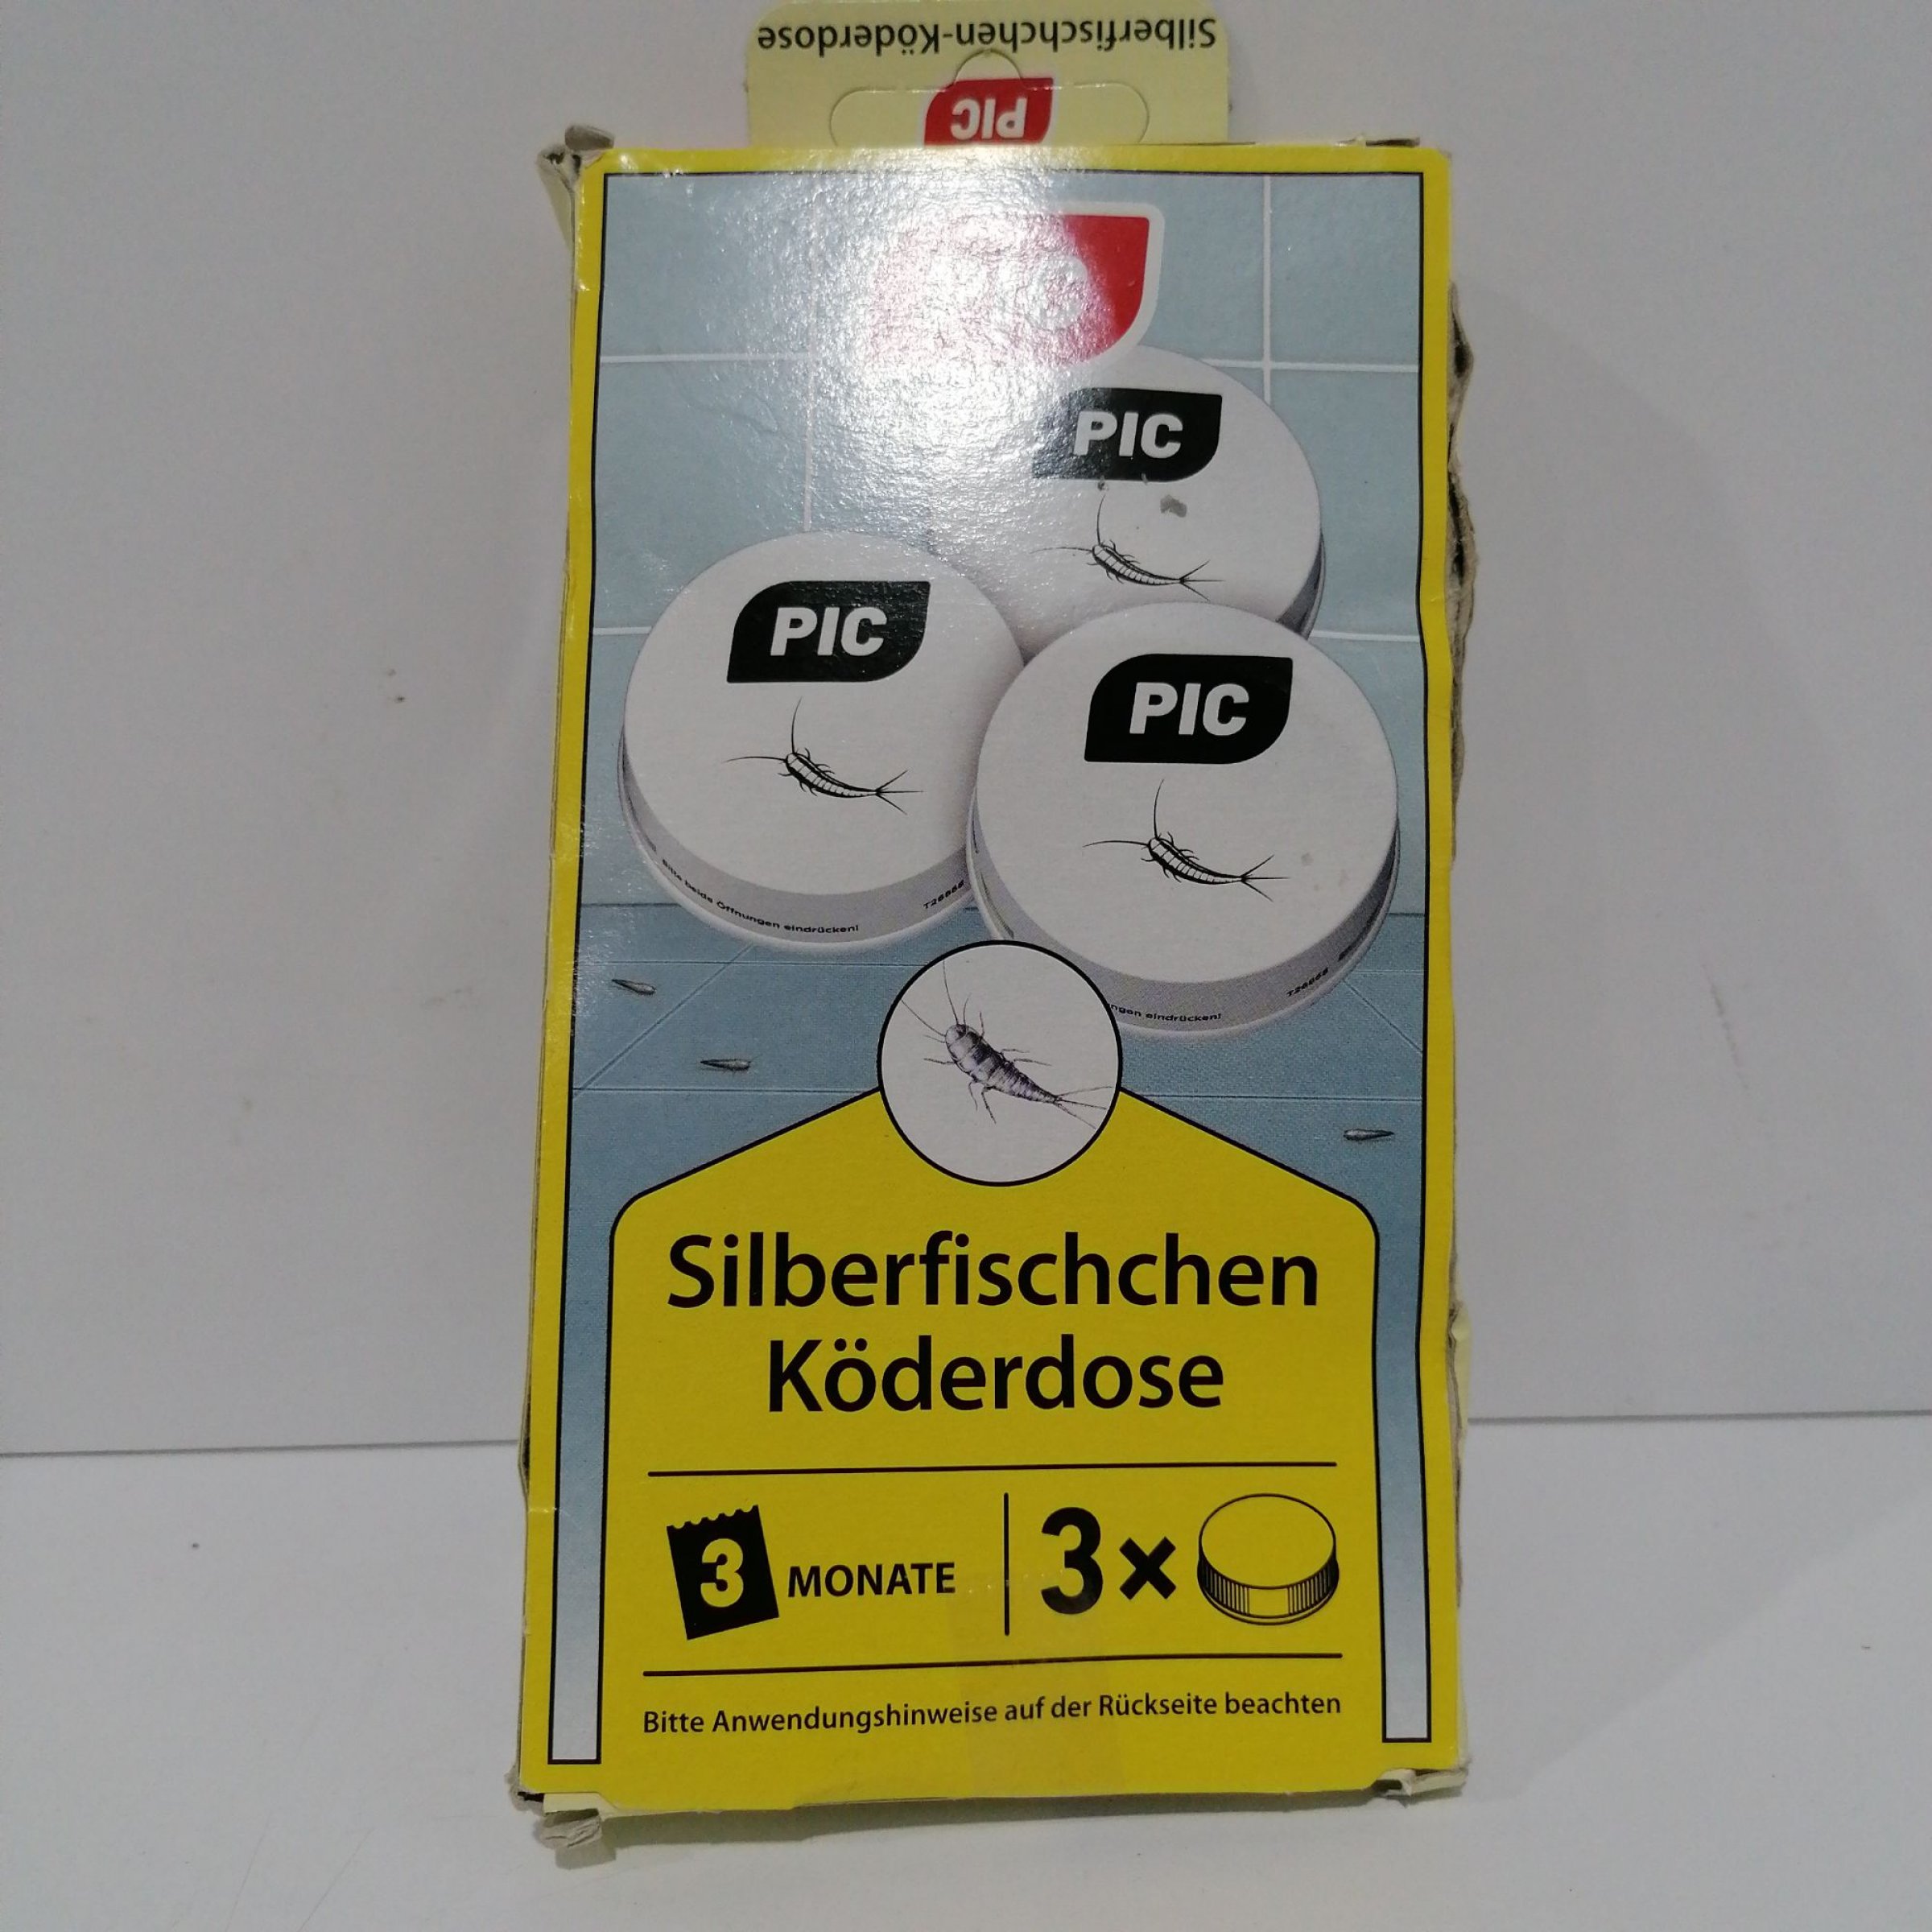 Silberfischchen-Köderdose
PIC
PIC
PIC
PIC
Bitte beide Öffnungen eindrücken!
eindrücken!
Silberfischchen
Köderdose
3 MONATE
3×
Bitte Anwendungshinweise auf der Rückseite beachten